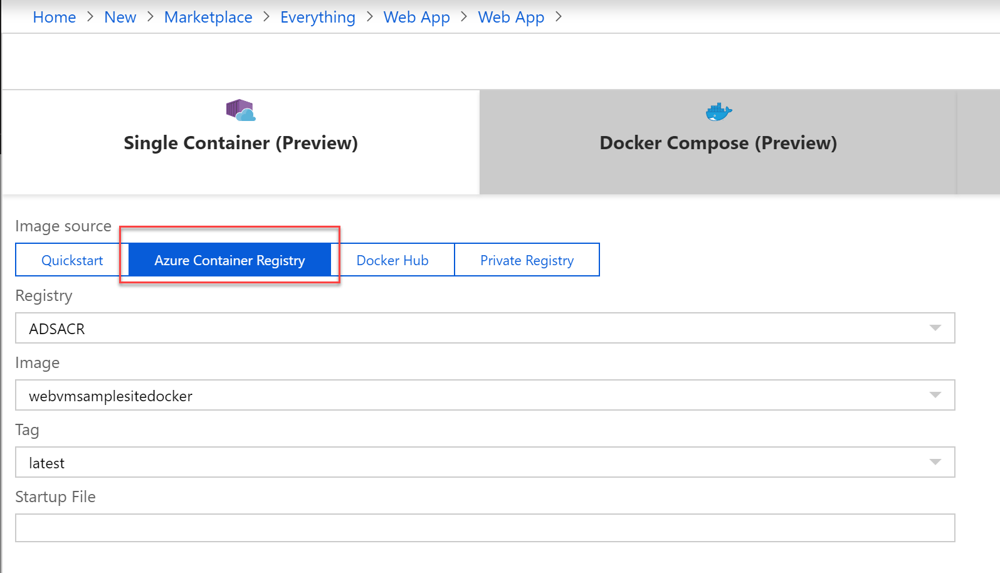 Home > New > Marketplace > Everything > Web App > Web App >
Single Container (Preview)
Docker Compose (Preview)
Image source
Quickstart
Azure Container Registry
Docker Hub
Private Registry
Registry
ADSACR
Image
webvmsamplesitedocker
Tag
latest
Startup File